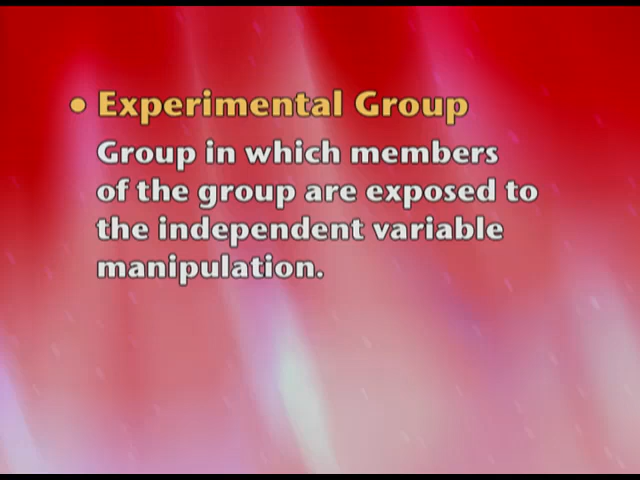 • Experimental Group
Group in which members
of the group are exposed to
the independent variable
manipulation.